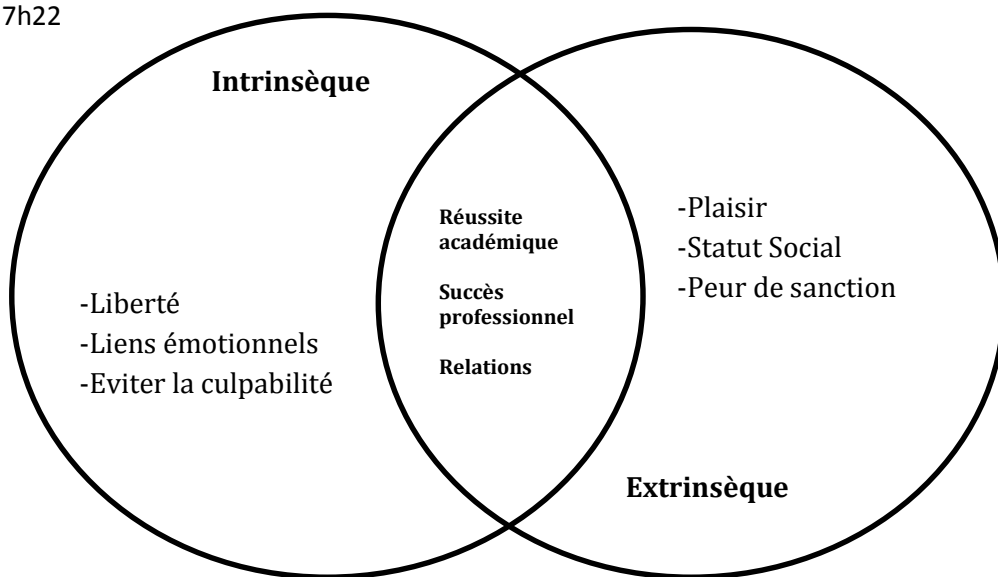 7h22
Intrinsèque
-Liberté
-Liens émotionnels
-Eviter la culpabilité
Réussite
académique
Succès
professionnel
Relations
-Plaisir
-Statut Social
-Peur de sanction
Extrinsèque